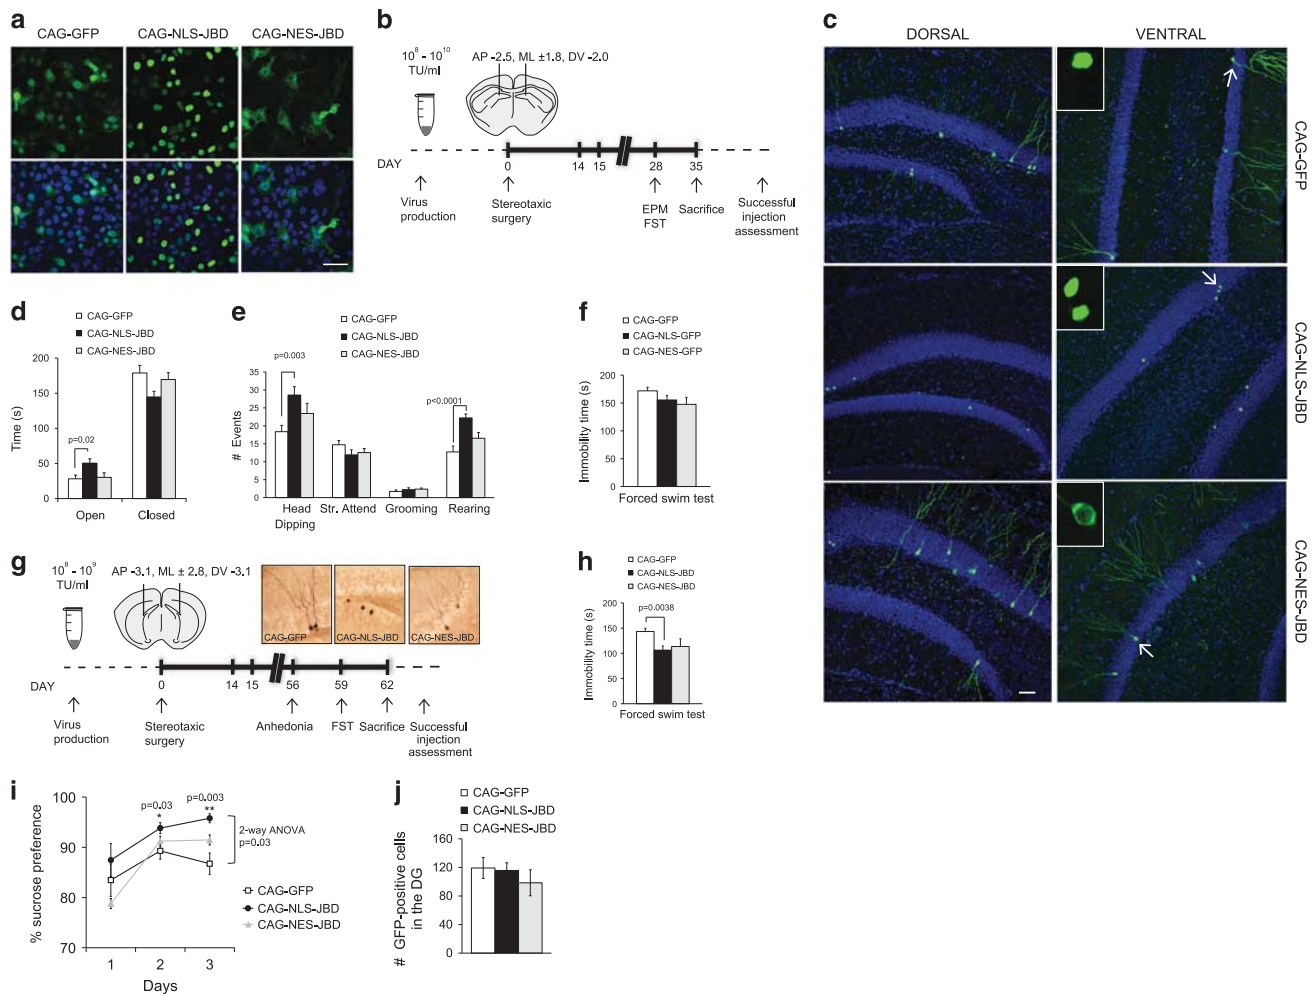 a
CAG-GFP CAG-NLS-JBD CAG-NES-JBD
b
10⁸ - 10¹⁰
TU/ml
AP -2.5, ML ±1.8, DV -2.0
DAY
0 14 15 28 35
Virus
production
Stereotaxic
surgery
EPM
FST
Sacrifice
Successful
injection
assessment
c
DORSAL VENTRAL
CAG-GFP
CAG-NLS-JBD
CAG-NES-JBD
d
CAG-GFP
CAG-NLS-JBD
CAG-NES-JBD
Time (s)
200
150
100
50
0
p=0.02
Open Closed
e
CAG-GFP
CAG-NLS-JBD
CAG-NES-JBD
# Events
35
30
25
20
15
10
5
0
p=0.003
p<0.0001
Head
Dipping
Str. Attend
Grooming
Rearing
f
CAG-GFP
CAG-NLS-GFP
CAG-NES-GFP
Immobility time (s)
200
150
100
50
0
Forced swim test
g
10⁸ - 10⁹
TU/ml
AP -3.1, ML ± 2.8, DV -3.1
CAG-GFP CAG-NLS-JBD CAG-NES-JBD
DAY
0 14 15 56 59 62
Virus
production
Stereotaxic
surgery
Anhedonia
FST
Sacrifice
Successful
injection
assessment
h
CAG-GFP
CAG-NLS-JBD
CAG-NES-JBD
Immobility time (s)
200
150
100
50
0
p=0.0038
Forced swim test
i
% sucrose preference
100
90
80
70
p=0.03
*
p=0.003
**
2-way ANOVA
p=0.03
CAG-GFP
CAG-NLS-JBD
CAG-NES-JBD
1 2 3
Days
j
CAG-GFP
CAG-NLS-JBD
CAG-NES-JBD
# GFP-positive cells
in the DG
160
120
80
40
0